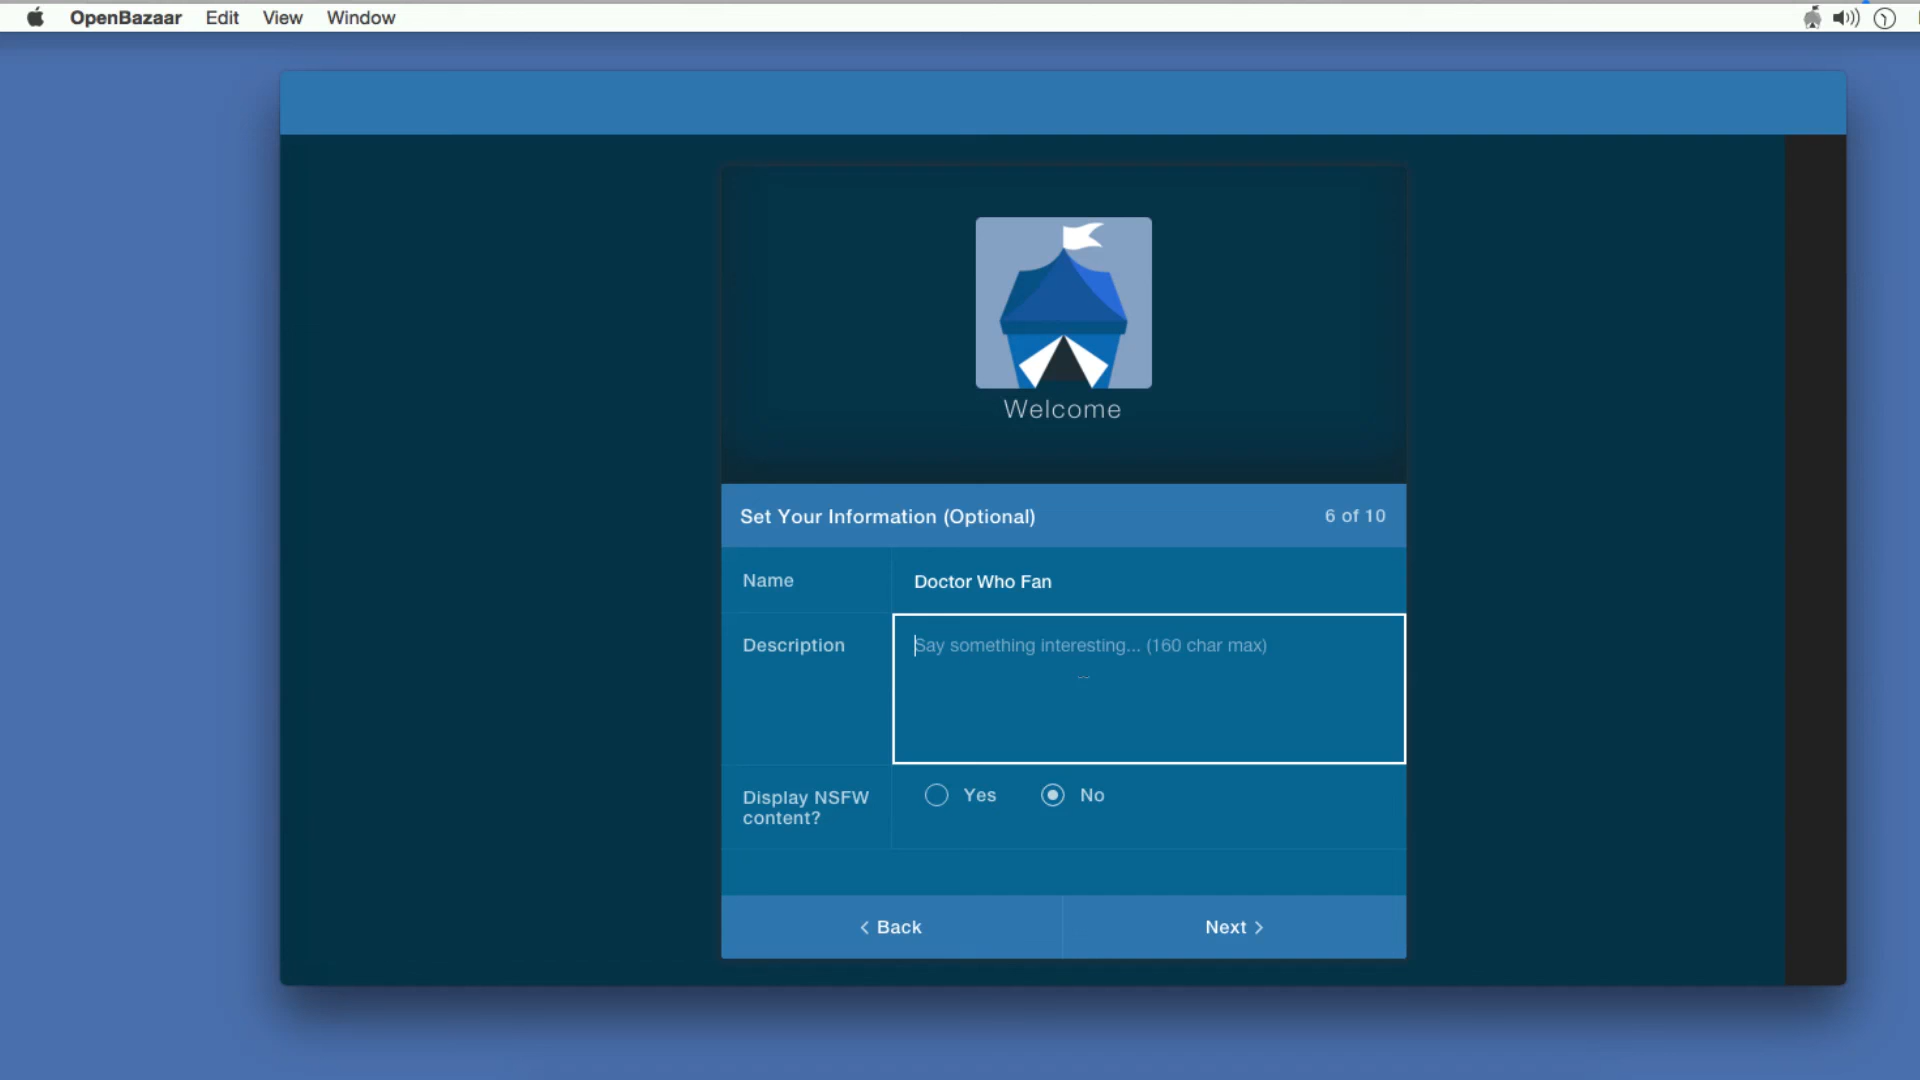 OpenBazaar Edit View Window
Welcome
Set Your Information (Optional) 6 of 10
Name Doctor Who Fan
Description Say something interesting... (160 char max)
Display NSFW content? Yes No
Back Next